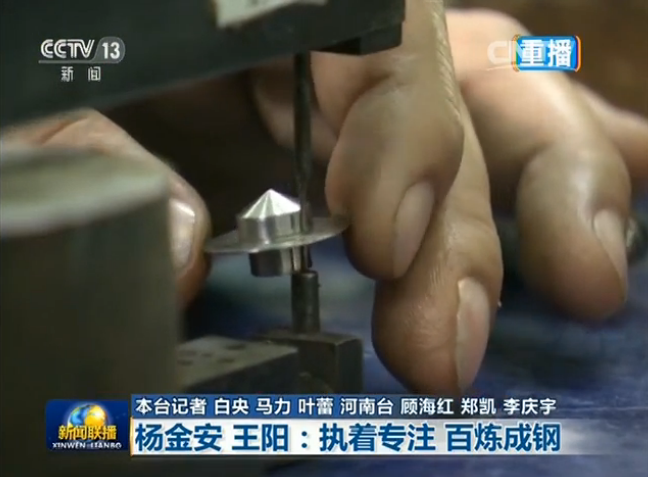 CCTV 13
新闻
重播
本台记者 白央 马力 叶蕾 河南台 顾海红 郑凯 李庆宇
新闻联播
XINWEN LIANBO
杨金安 王阳：执着专注 百炼成钢